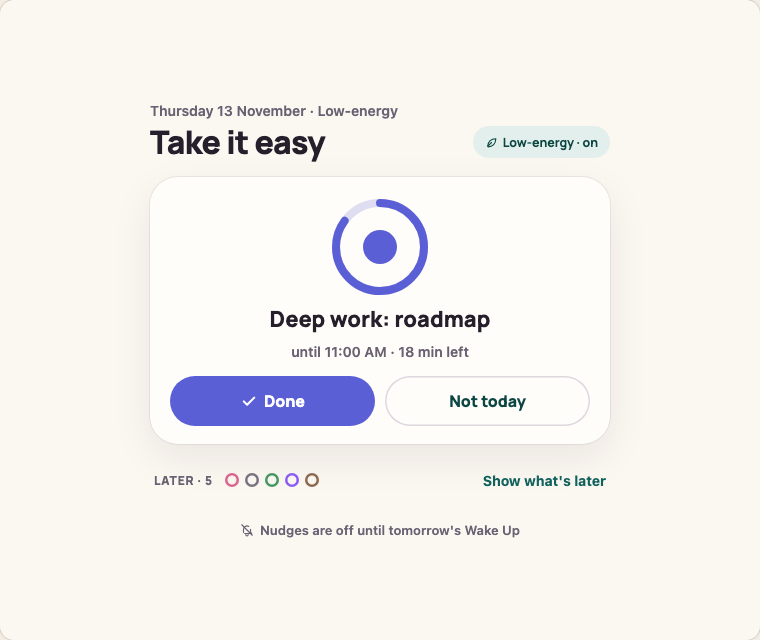 Thursday 13 November · Low-energy
Take it easy
Low-energy · on
Deep work: roadmap
until 11:00 AM · 18 min left
Done
Not today
LATER · 5
Show what's later
Nudges are off until tomorrow's Wake Up